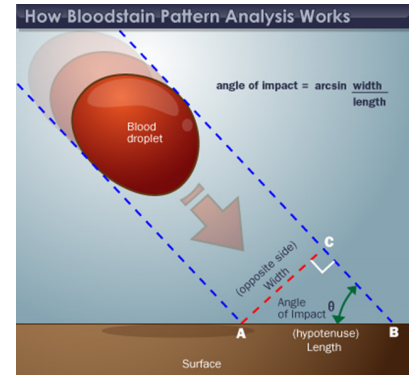 How Bloodstain Pattern Analysis Works
angle of impact = arcsin width
length
Blood
droplet
(opposite side)
Width
C
Angle
of Impact
θ
A
(hypotenuse)
Length
B
Surface